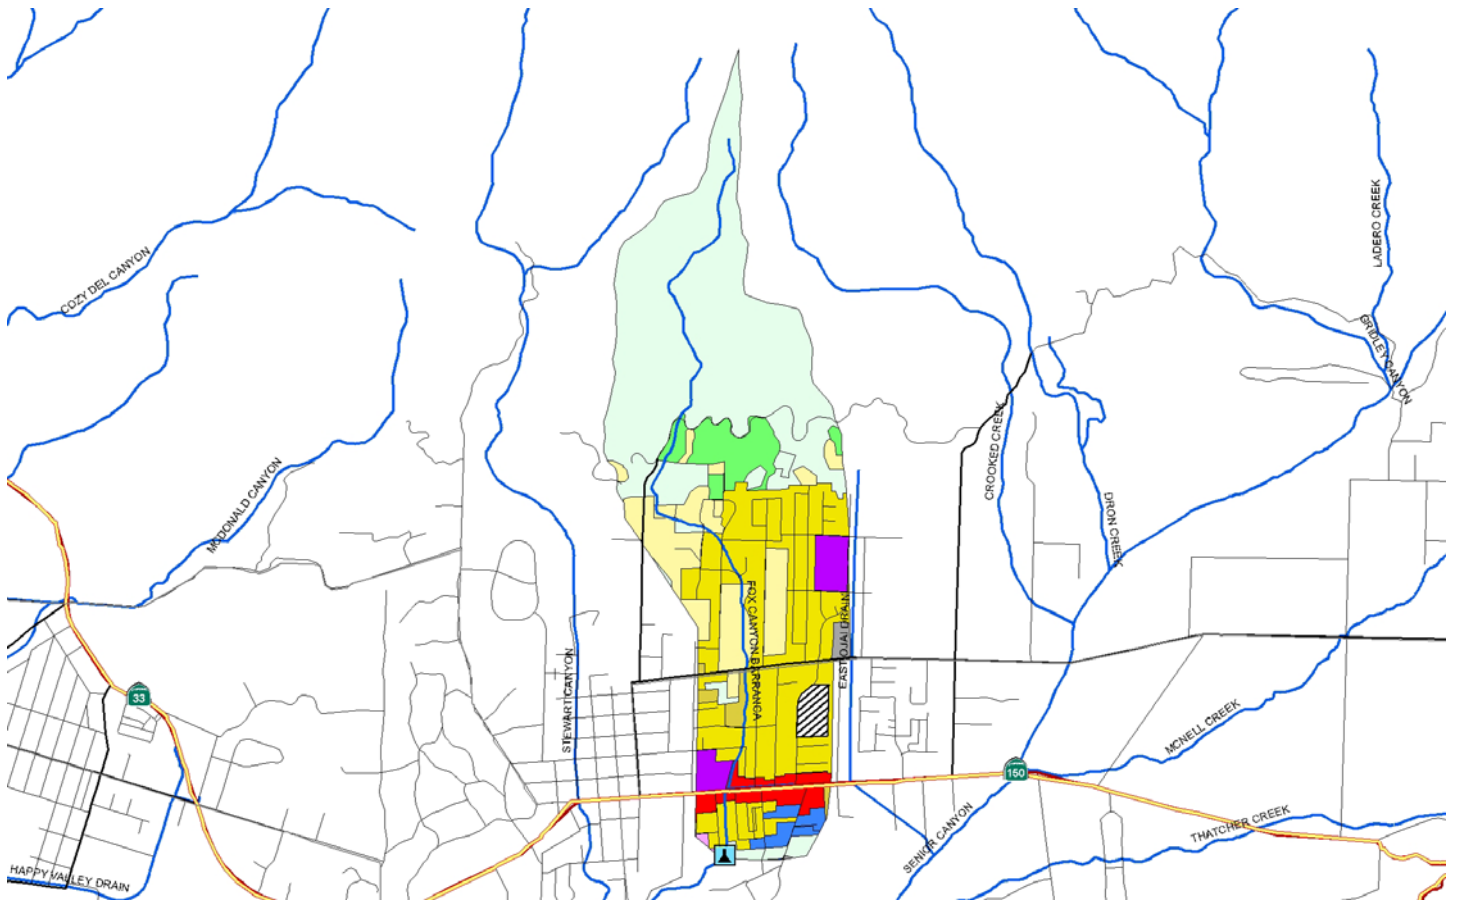 LADERO CREEK
COZY DEL CANYON
GRIDLEY CANYON
CROOKED CREEK
MCDONALD CANYON
DRON CREEK
FOX CANYON BARRANCA
EAST OJAI DRAIN
STEWART CANYON
33
MCNELL CREEK
150
SENIOR CANYON
THATCHER CREEK
HAPPY VALLEY DRAIN